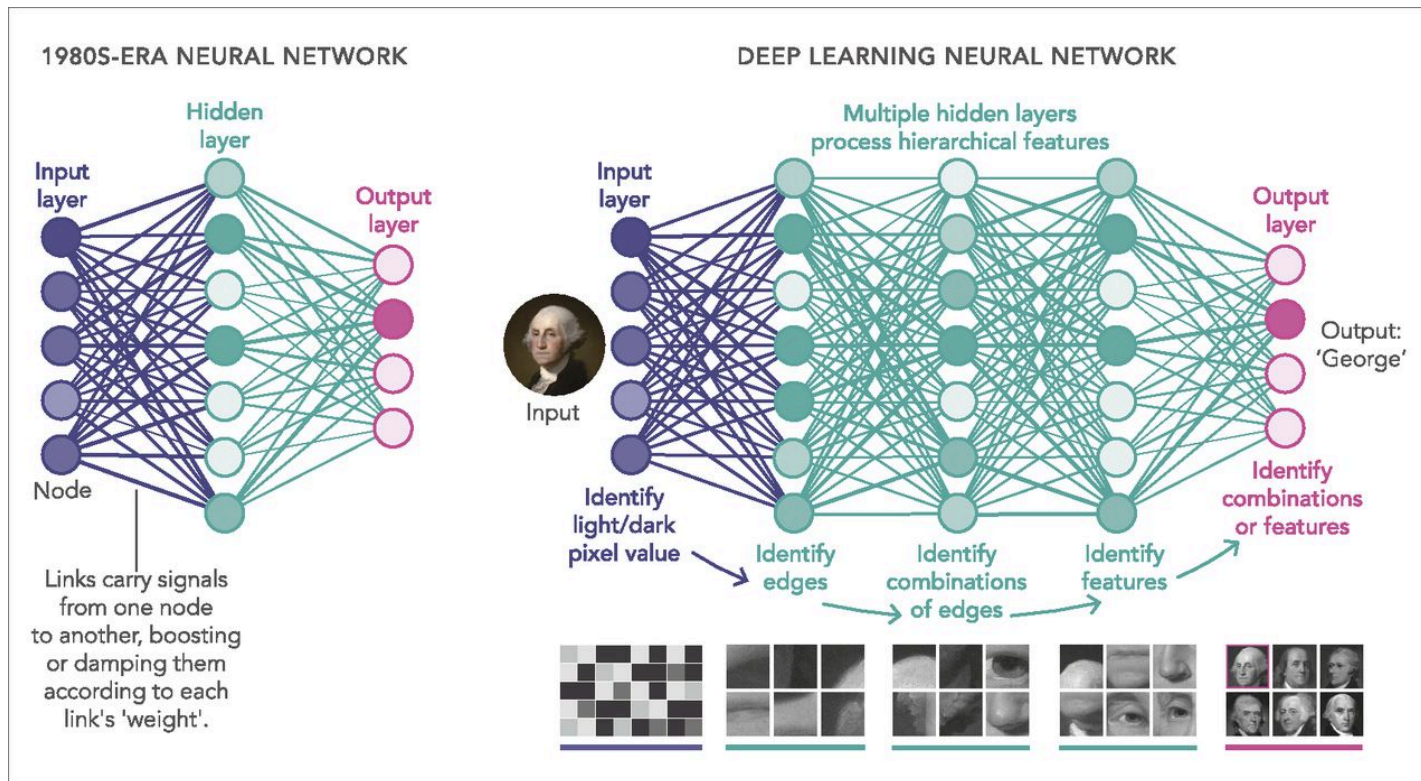 1980S-ERA NEURAL NETWORK
Hidden
layer
Input
layer
Output
layer
Node
Links carry signals
from one node
to another, boosting
or damping them
according to each
link's 'weight'.
DEEP LEARNING NEURAL NETWORK
Multiple hidden layers
process hierarchical features
Input
layer
Output
layer
Input
Output:
'George'
Identify
light/dark
pixel value
Identify
edges
Identify
combinations
of edges
Identify
features
Identify
combinations
or features